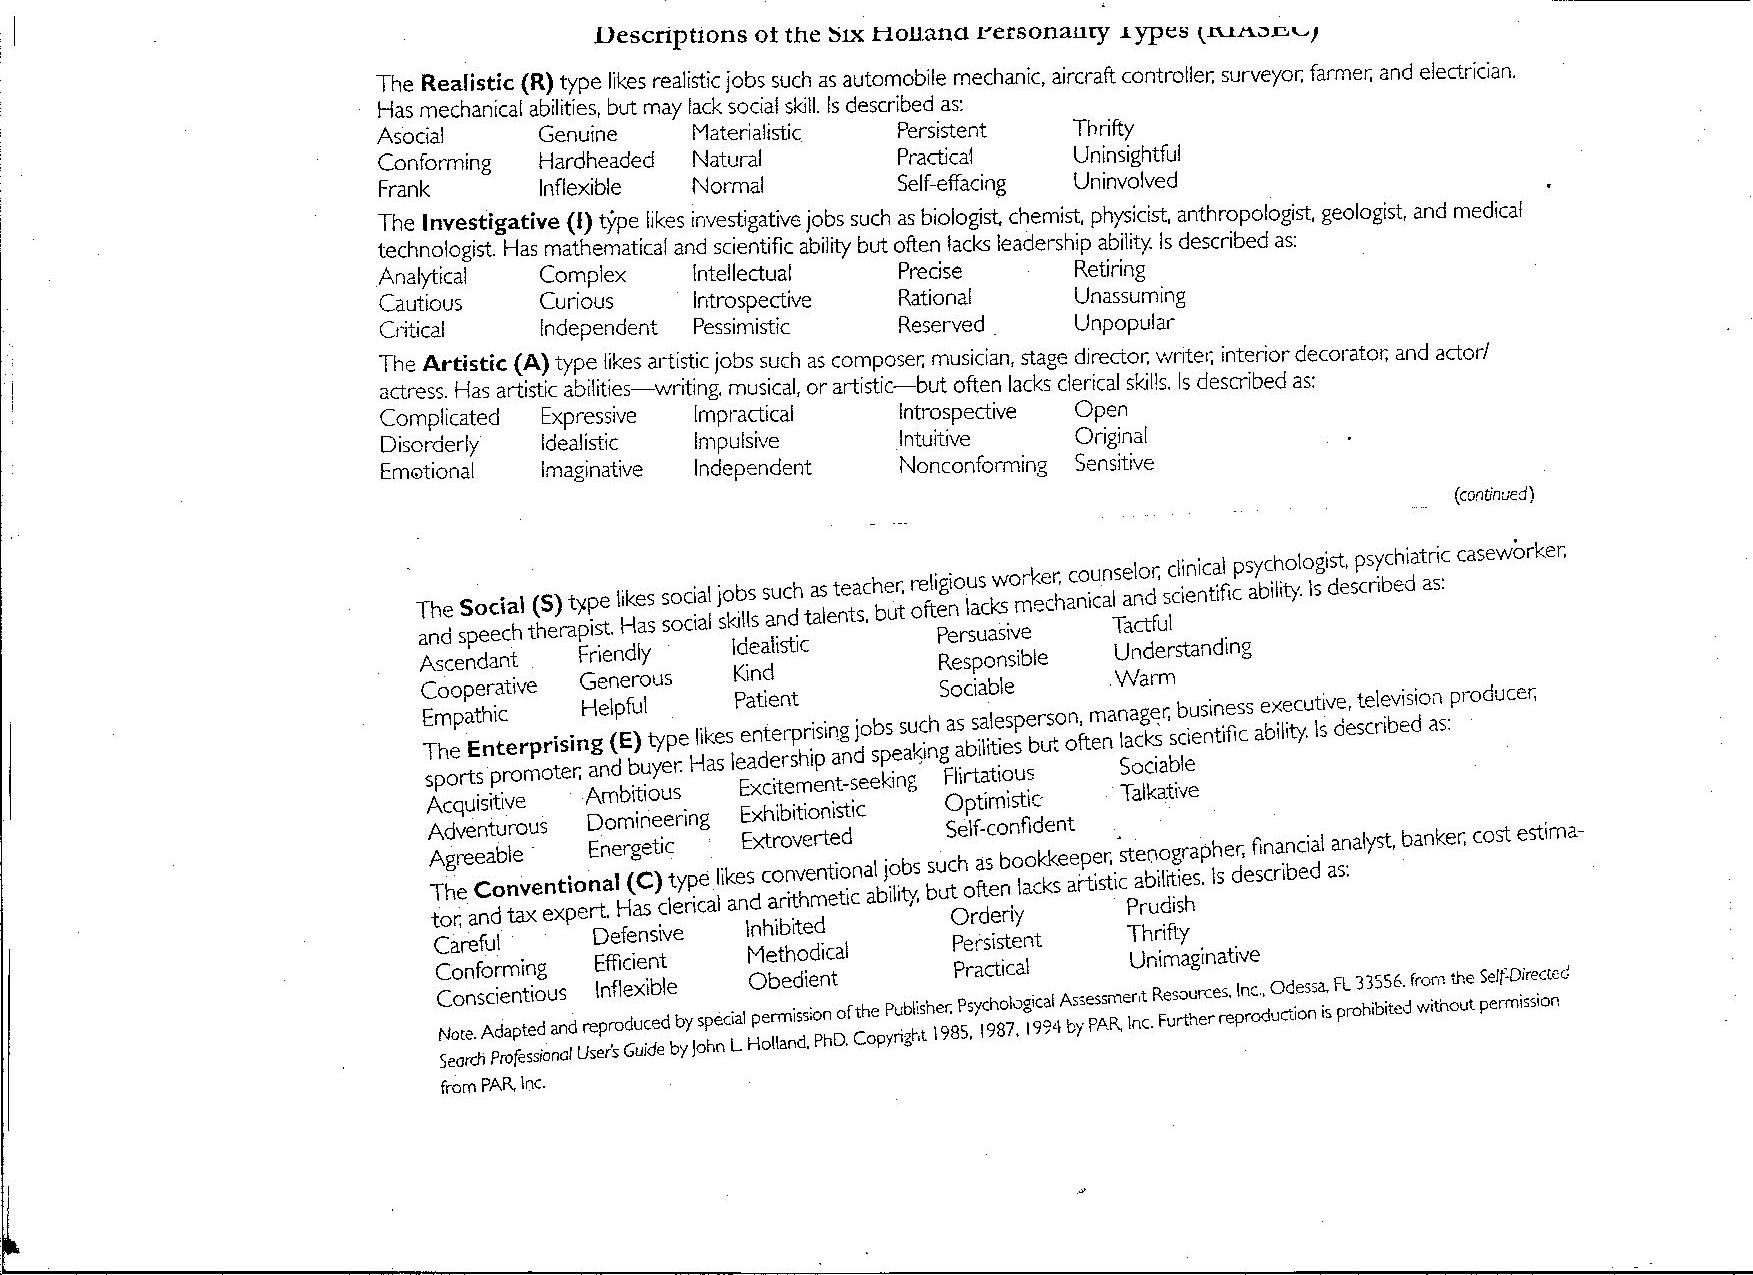 Descriptions of the Six Holland Personality Types (RIASEC)
The Realistic (R) type likes realistic jobs such as automobile mechanic, aircraft controller, surveyor, farmer, and electrician.
Has mechanical abilities, but may lack social skill. Is described as:
Asocial Genuine Materialistic Persistent Thrifty
Conforming Hardheaded Natural Practical Uninsightful
Frank Inflexible Normal Self-effacing Uninvolved
The Investigative (I) type likes investigative jobs such as biologist, chemist, physicist, anthropologist, geologist, and medical
technologist. Has mathematical and scientific ability but often lacks leadership ability. Is described as:
Analytical Complex Intellectual Precise Retiring
Cautious Curious Introspective Rational Unassuming
Critical Independent Pessimistic Reserved Unpopular
The Artistic (A) type likes artistic jobs such as composer, musician, stage director, writer, interior decorator, and actor/
actress. Has artistic abilities—writing, musical, or artistic—but often lacks clerical skills. Is described as:
Complicated Expressive Impractical Introspective Open
Disorderly Idealistic Impulsive Intuitive Original
Emotional Imaginative Independent Nonconforming Sensitive
(continued)
The Social (S) type likes social jobs such as teacher, religious worker, counselor, clinical psychologist, psychiatric caseworker,
and speech therapist. Has social skills and talents, but often lacks mechanical and scientific ability. Is described as:
Ascendant Friendly Idealistic Persuasive Tactful
Cooperative Generous Kind Responsible Understanding
Empathic Helpful Patient Sociable Warm
The Enterprising (E) type likes enterprising jobs such as salesperson, manager, business executive, television producer,
sports promoter, and buyer. Has leadership and speaking abilities but often lacks scientific ability. Is described as:
Acquisitive Ambitious Excitement-seeking Flirtatious Sociable
Adventurous Domineering Exhibitionistic Optimistic Talkative
Agreeable Energetic Extroverted Self-confident
The Conventional (C) type likes conventional jobs such as bookkeeper, stenographer, financial analyst, banker, cost estima-
tor, and tax expert. Has clerical and arithmetic ability, but often lacks artistic abilities. Is described as:
Careful Defensive Inhibited Orderly Prudish
Conforming Efficient Methodical Persistent Thrifty
Conscientious Inflexible Obedient Practical Unimaginative
Note. Adapted and reproduced by special permission of the Publisher, Psychological Assessment Resources, Inc., Odessa, FL 33556, from the Self-Directed
Search Professional User's Guide by John L. Holland, PhD. Copyright 1985, 1987, 1994 by PAR, Inc. Further reproduction is prohibited without permission
from PAR, Inc.